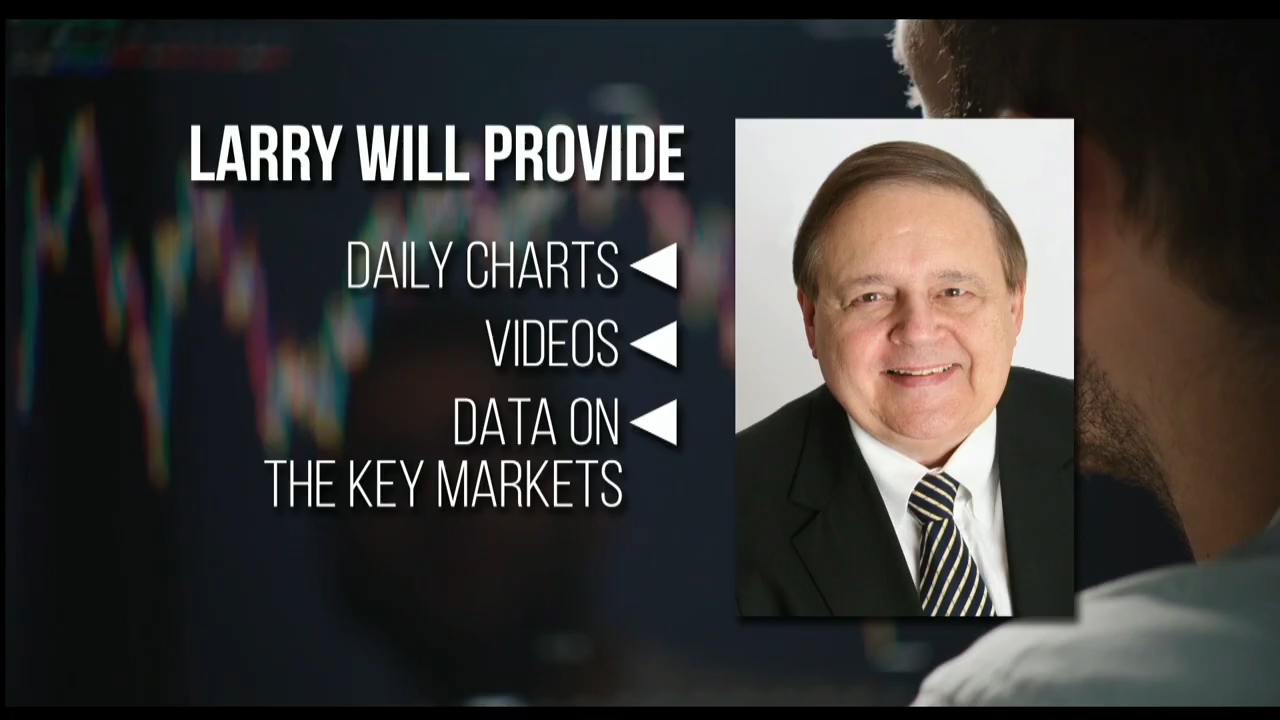 LARRY WILL PROVIDE
DAILY CHARTS
VIDEOS
DATA ON
THE KEY MARKETS